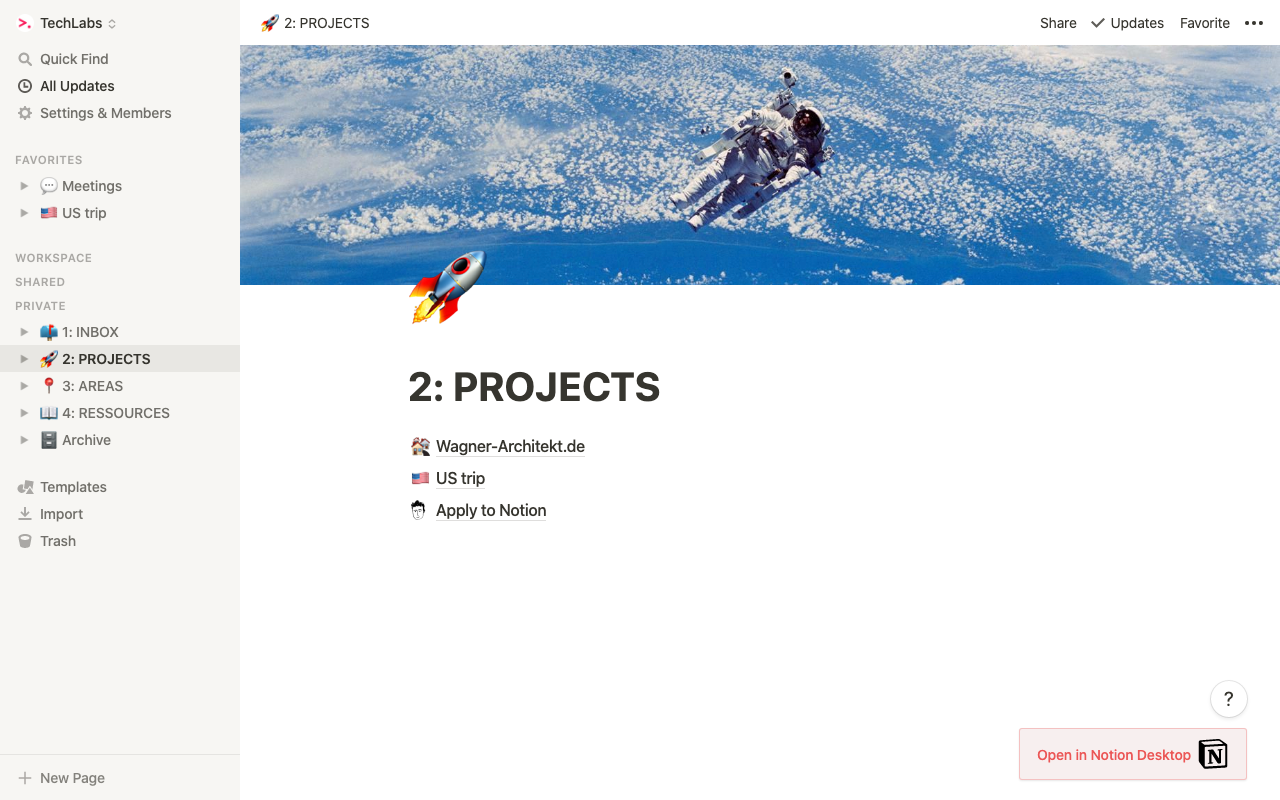 TechLabs
Quick Find
All Updates
Settings & Members
FAVORITES
Meetings
US trip
WORKSPACE
SHARED
PRIVATE
1: INBOX
2: PROJECTS
3: AREAS
4: RESSOURCES
Archive
Templates
Import
Trash
New Page
2: PROJECTS
Share
Updates
Favorite
2: PROJECTS
Wagner-Architekt.de
US trip
Apply to Notion
?
Open in Notion Desktop